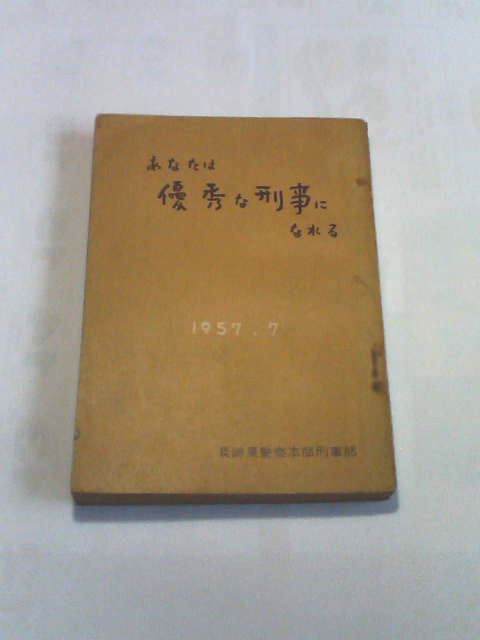 あなたは
優秀な刑事に
なれる
1957.7
長崎県警察本部刑事部